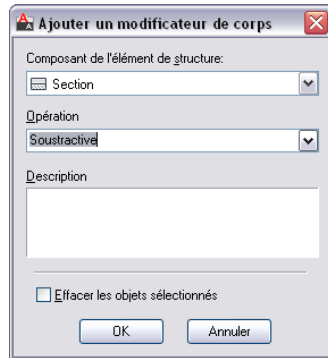 Ajouter un modificateur de corps
Composant de l'élément de structure:
Section
Opération
Soustractive
Description
Effacer les objets sélectionnés
OK Annuler